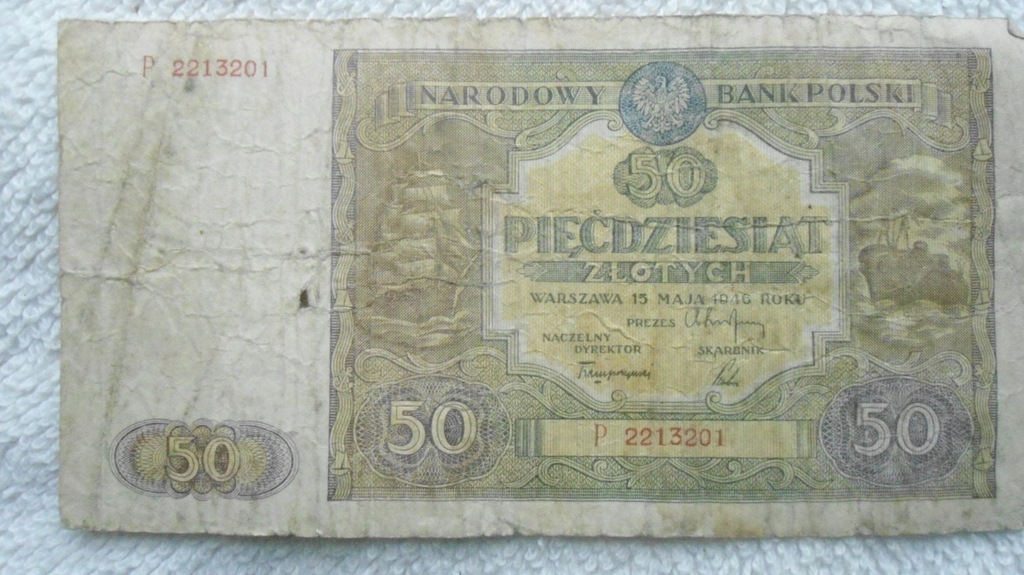 P 2213201
NARODOWY BANK POLSKI
50
PIĘĆDZIESIĄT
ZŁOTYCH
WARSZAWA 15 MAJA 1946 ROKU
PREZES
NACZELNY
DYREKTOR
SKARBNIK
50
50
P 2213201
50